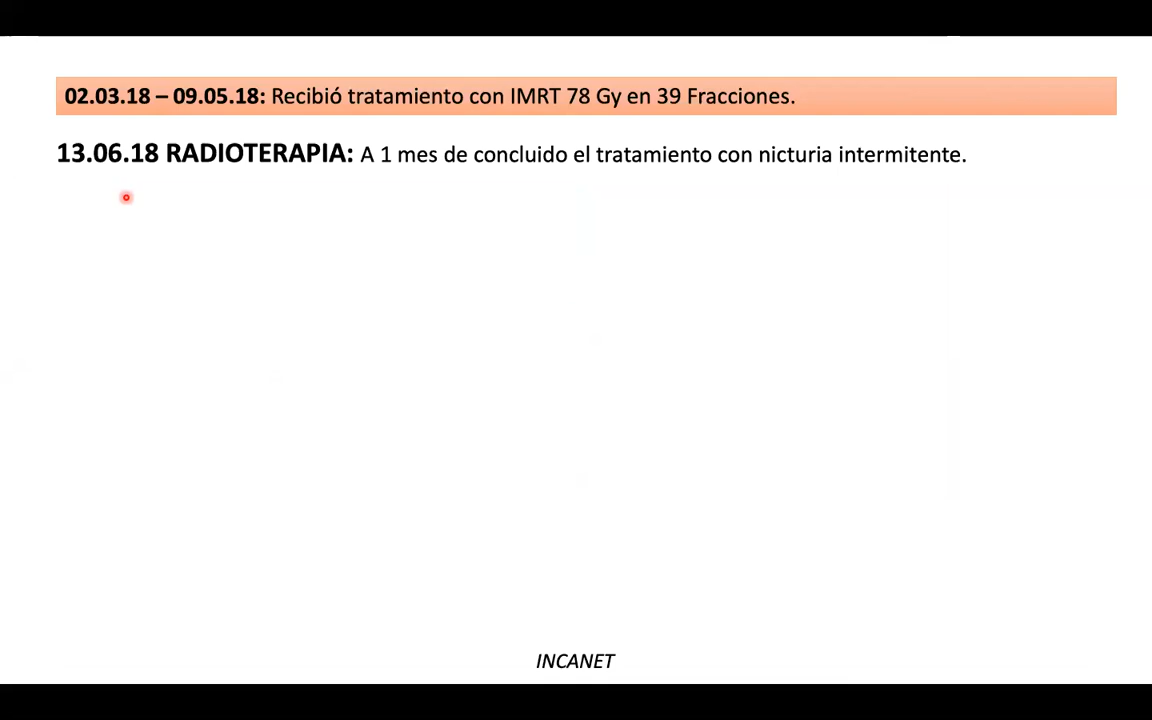 02.03.18 – 09.05.18: Recibió tratamiento con IMRT 78 Gy en 39 Fracciones.
13.06.18 RADIOTERAPIA: A 1 mes de concluido el tratamiento con nicturia intermitente.
INCANET